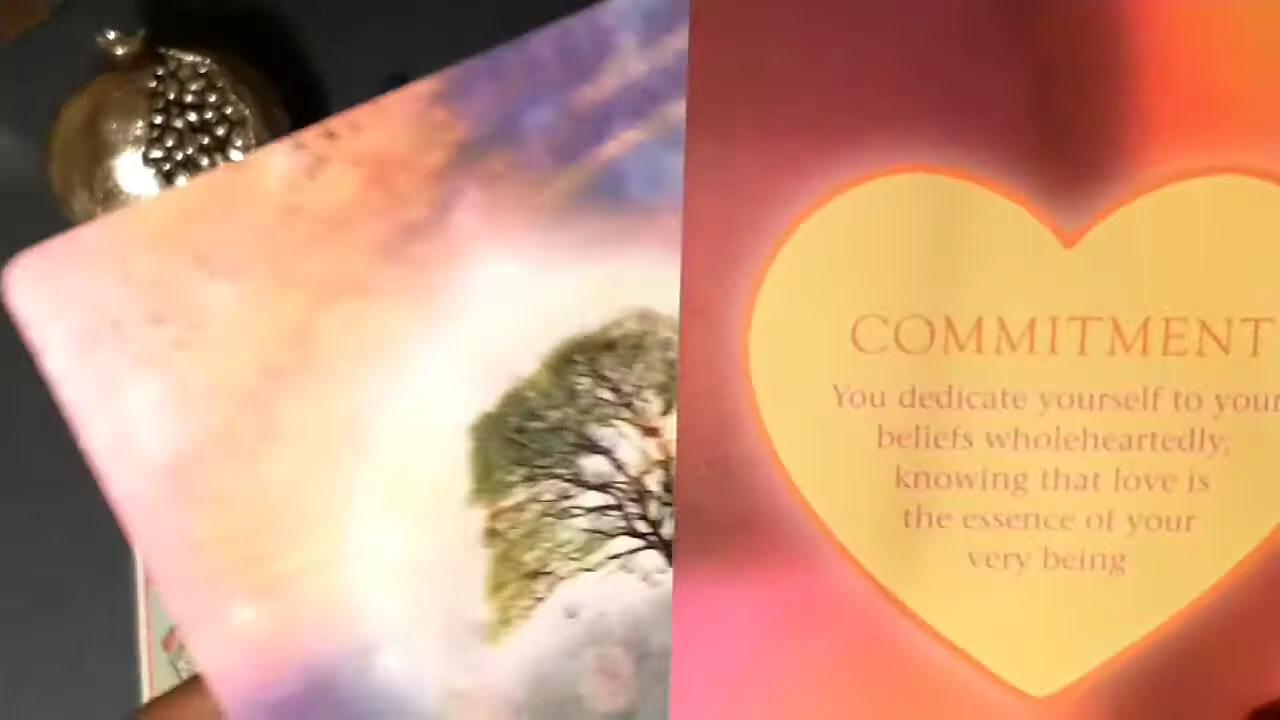 COMMITMENT
You dedicate yourself to your
beliefs wholeheartedly,
knowing that love is
the essence of your
very being